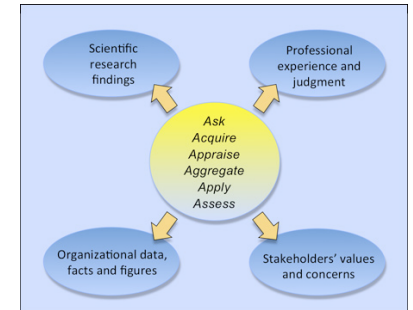 Scientific
research
findings
Professional
experience and
judgment
Ask
Acquire
Appraise
Aggregate
Apply
Assess
Organizational data,
facts and figures
Stakeholders' values
and concerns